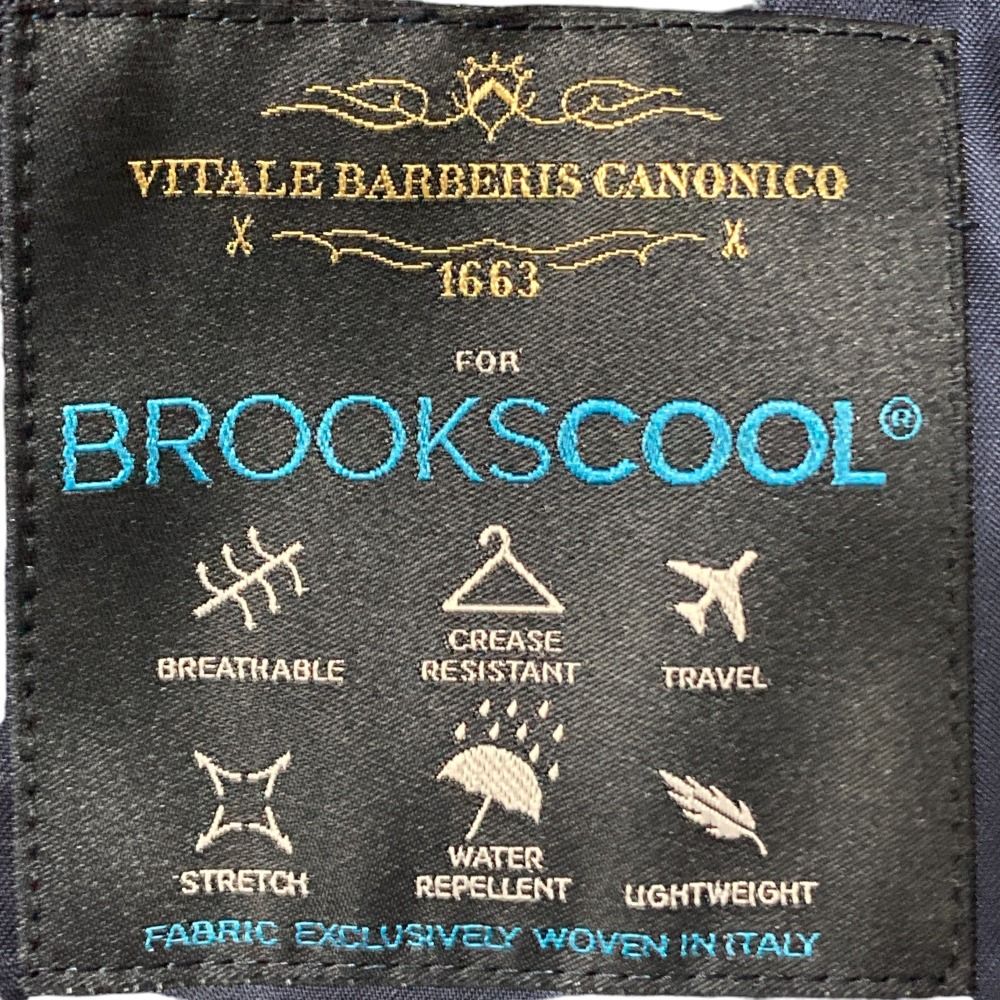 VITALE BARBERIS CANONICO
1663
FOR
BROOKSCOOL®
BREATHABLE
CREASE
RESISTANT
TRAVEL
STRETCH
WATER
REPELLENT
LIGHTWEIGHT
FABRIC EXCLUSIVELY WOVEN IN ITALY